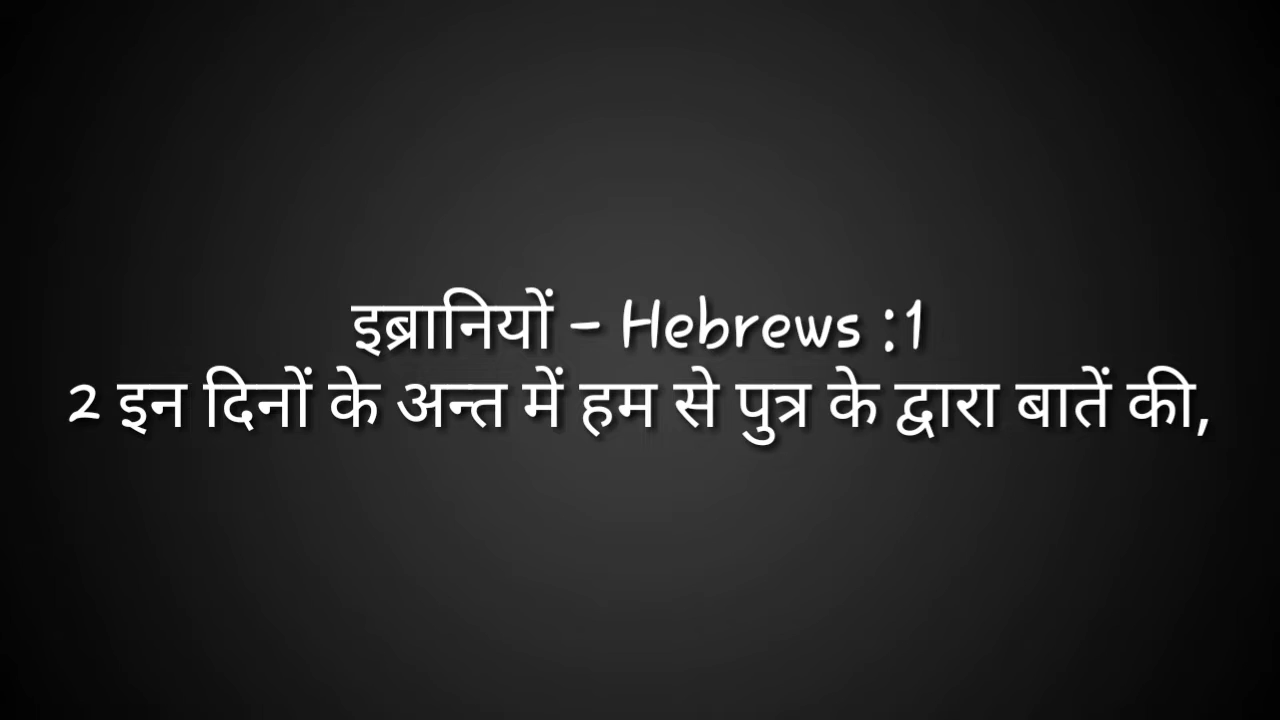 इब्रानियों - Hebrews :1
2 इन दिनों के अन्त में हम से पुत्र के द्वारा बातें की,